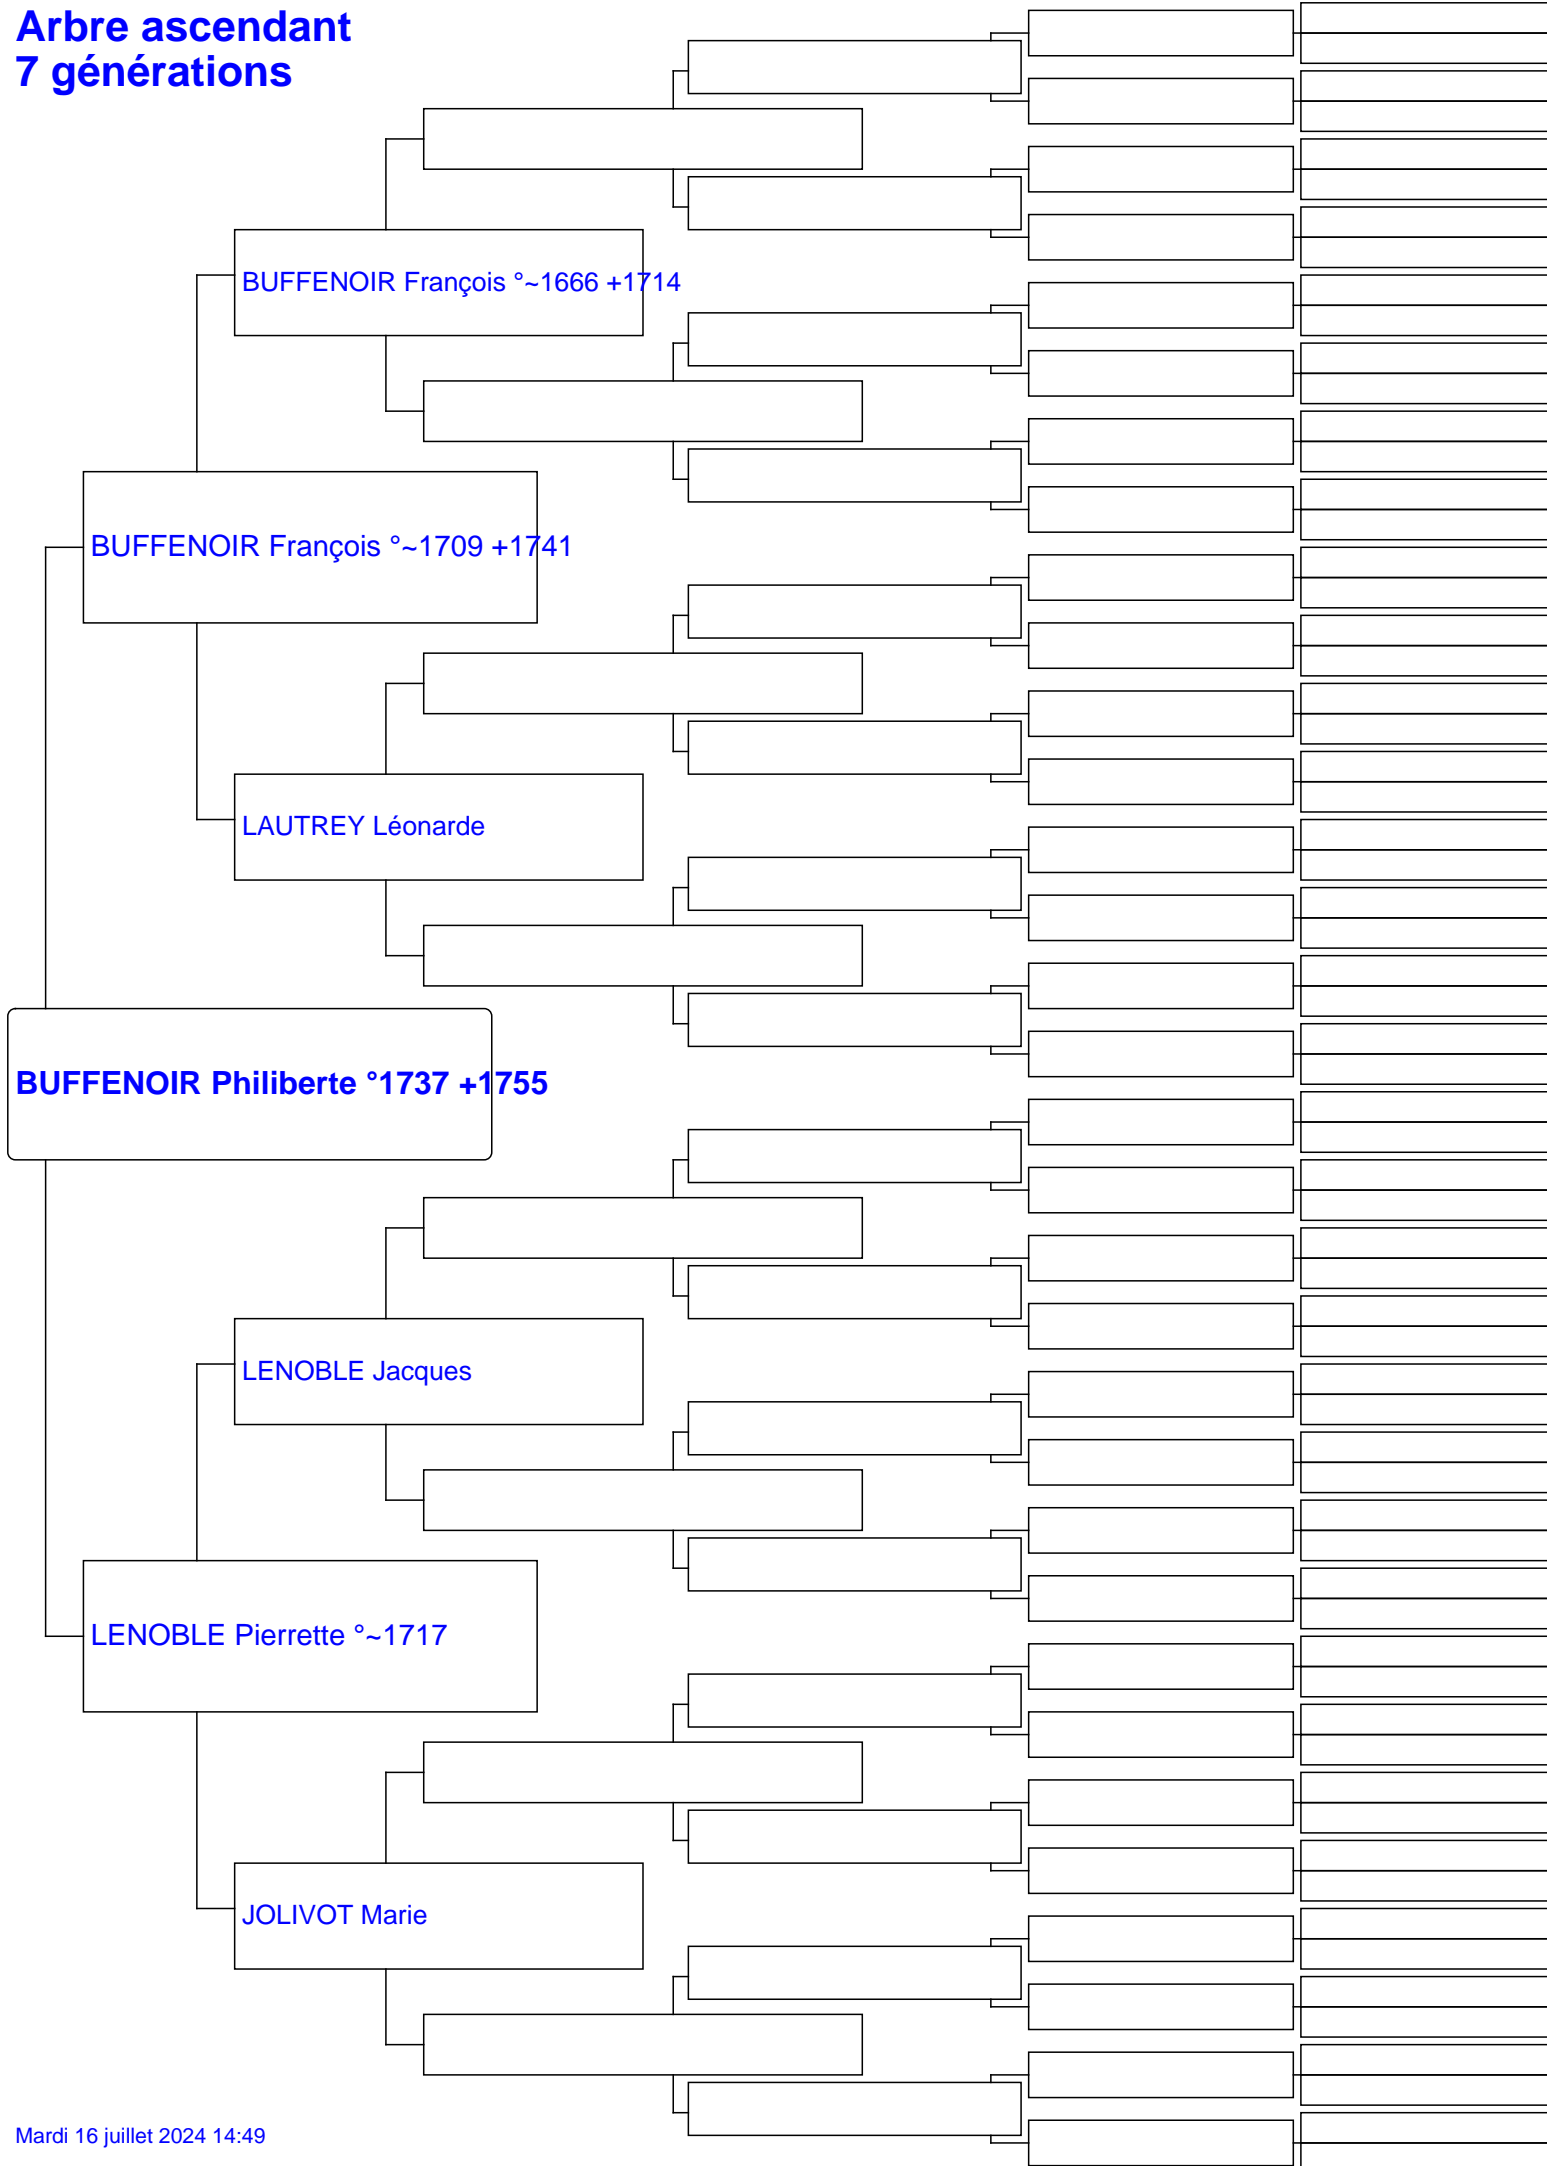 Arbre ascendant
7 générations
BUFFENOIR François °~1666 +1714
BUFFENOIR François °~1709 +1741
LAUTREY Léonarde
BUFFENOIR Philiberte °1737 +1755
LENOBLE Jacques
LENOBLE Pierrette °~1717
JOLIVOT Marie
Mardi 16 juillet 2024 14:49